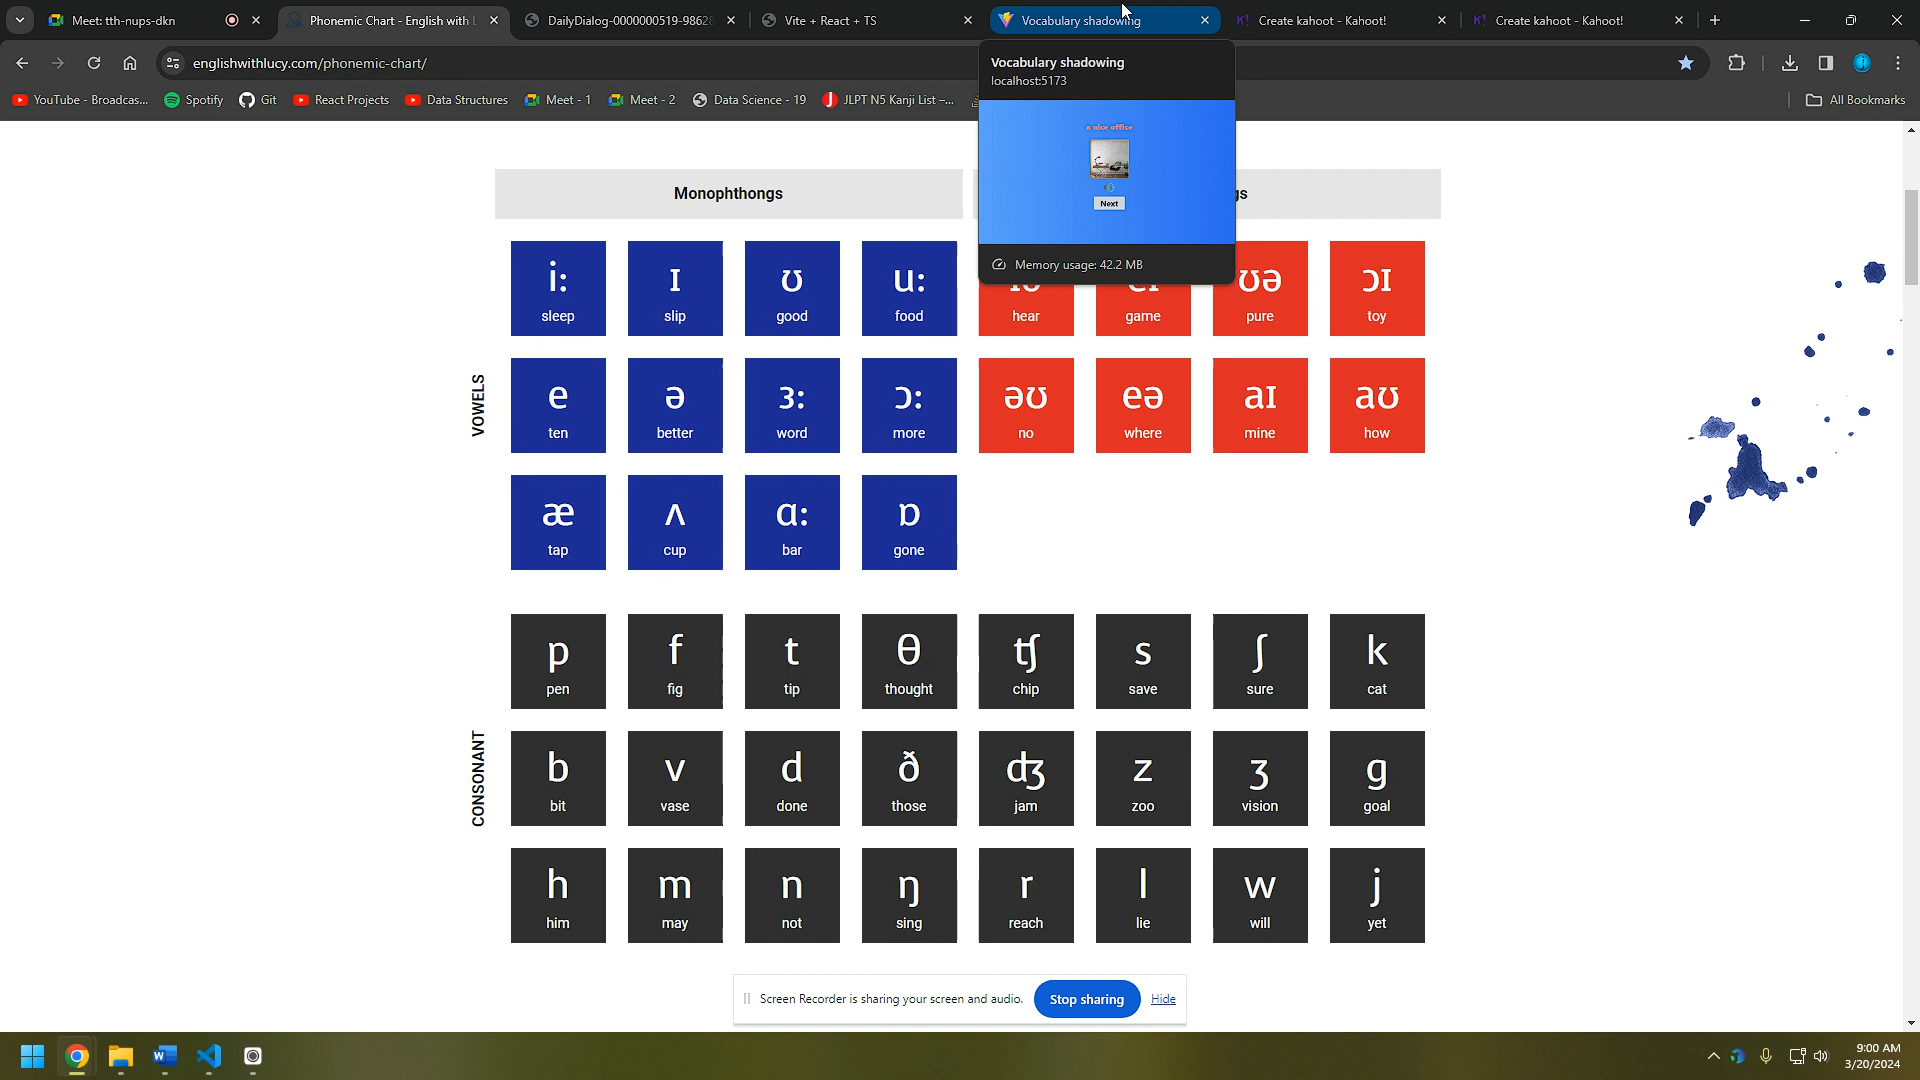 Meet: tth-nups-dkn
Phonemic Chart - English with L
DailyDialog-0000000519-98628
Vite + React + TS
Vocabulary shadowing
Create kahoot - Kahoot!
Create kahoot - Kahoot!
englishwithlucy.com/phonemic-chart/
YouTube - Broadcas...
Spotify
Git
React Projects
Data Structures
Meet - 1
Meet - 2
Data Science - 19
JLPT N5 Kanji List –...
All Bookmarks
Vocabulary shadowing
localhost:5173
a nice office
Next
Memory usage: 42.2 MB
Monophthongs
gs
VOWELS
i: ɪ ʊ u: ʊə ɔɪ
sleep slip good food hear game pure toy
e ə ɜ: ɔ: əʊ eə aɪ aʊ
ten better word more no where mine how
æ ʌ ɑ: ɒ
tap cup bar gone
CONSONANT
p f t θ ʧ s ʃ k
pen fig tip thought chip save sure cat
b v d ð ʤ z ʒ g
bit vase done those jam zoo vision goal
h m n ŋ r l w j
him may not sing reach lie will yet
Screen Recorder is sharing your screen and audio.
Stop sharing
Hide
9:00 AM
3/20/2024